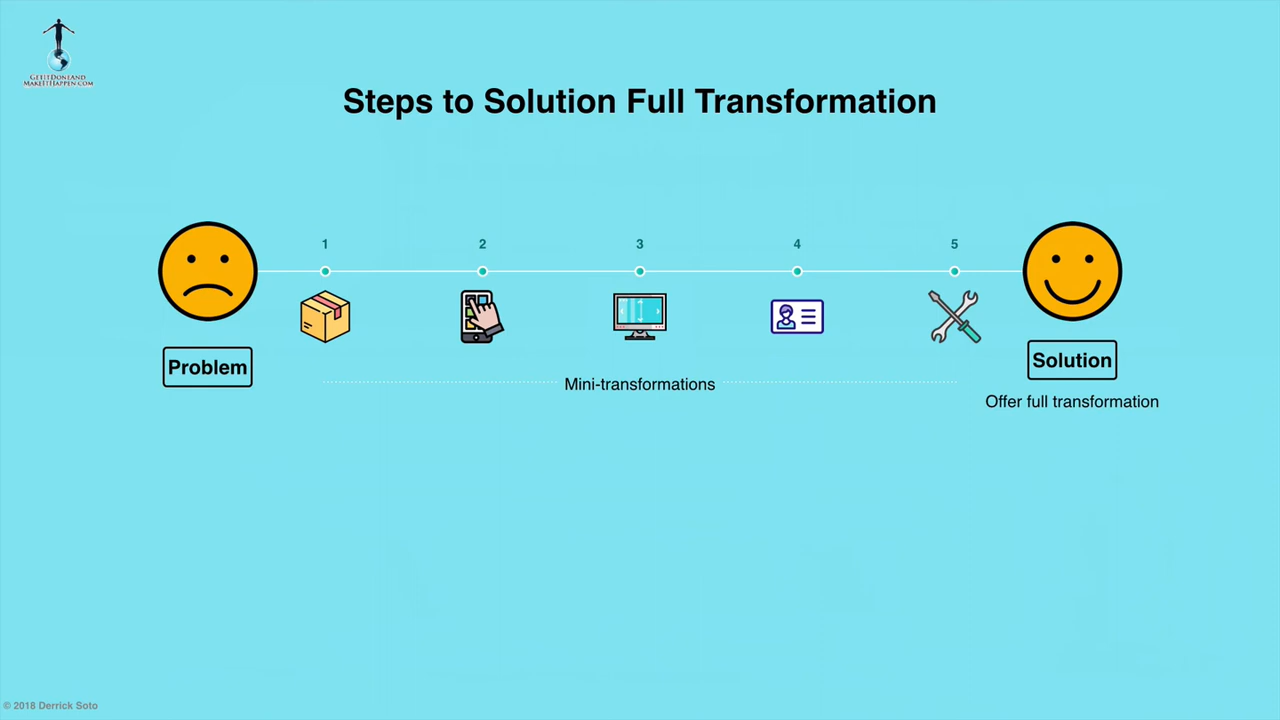 GetItDoneAnd
MakeItHappen.com
Steps to Solution Full Transformation
1
2
3
4
5
Problem
Solution
Mini-transformations
Offer full transformation
© 2018 Derrick Soto